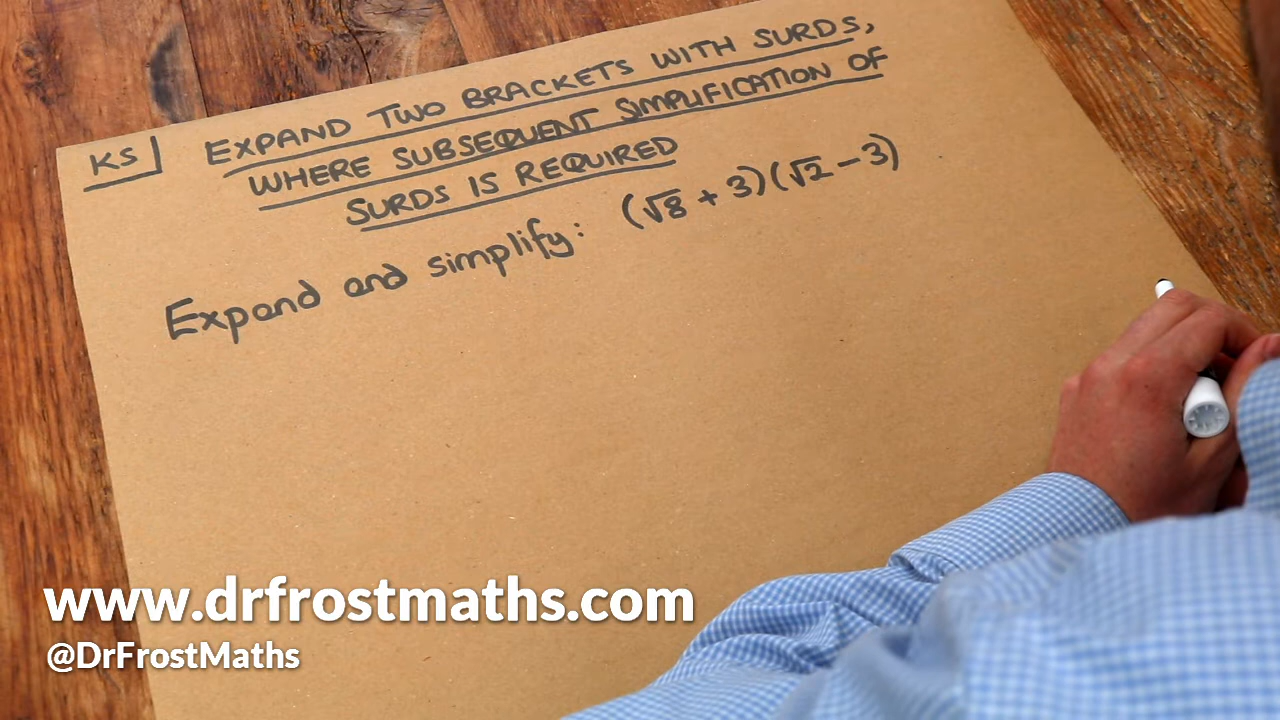 KS
EXPAND TWO BRACKETS WITH SURDS,
WHERE SUBSEQUENT SIMPLIFICATION OF
SURDS IS REQUIRED
Expand and simplify: (√8 + 3)(√2 - 3)
www.drfrostmaths.com
@DrFrostMaths